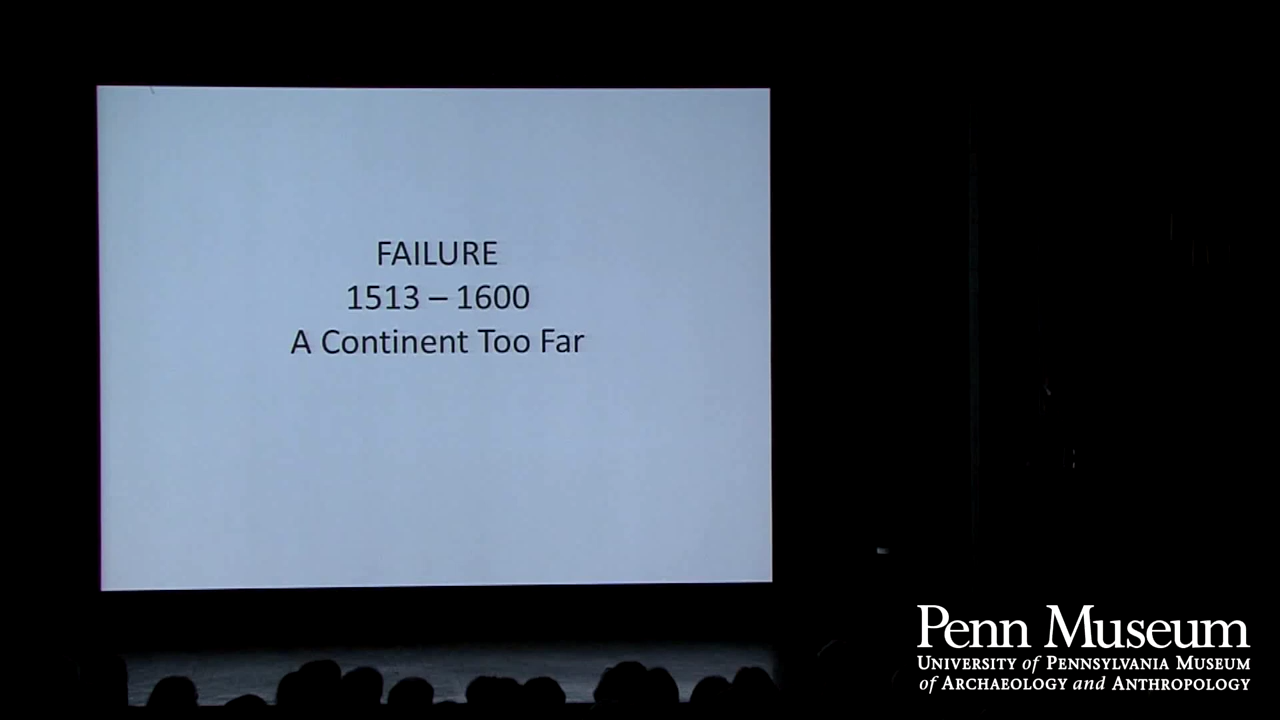 FAILURE
1513 – 1600
A Continent Too Far
Penn Museum
UNIVERSITY of PENNSYLVANIA MUSEUM
of ARCHAEOLOGY and ANTHROPOLOGY